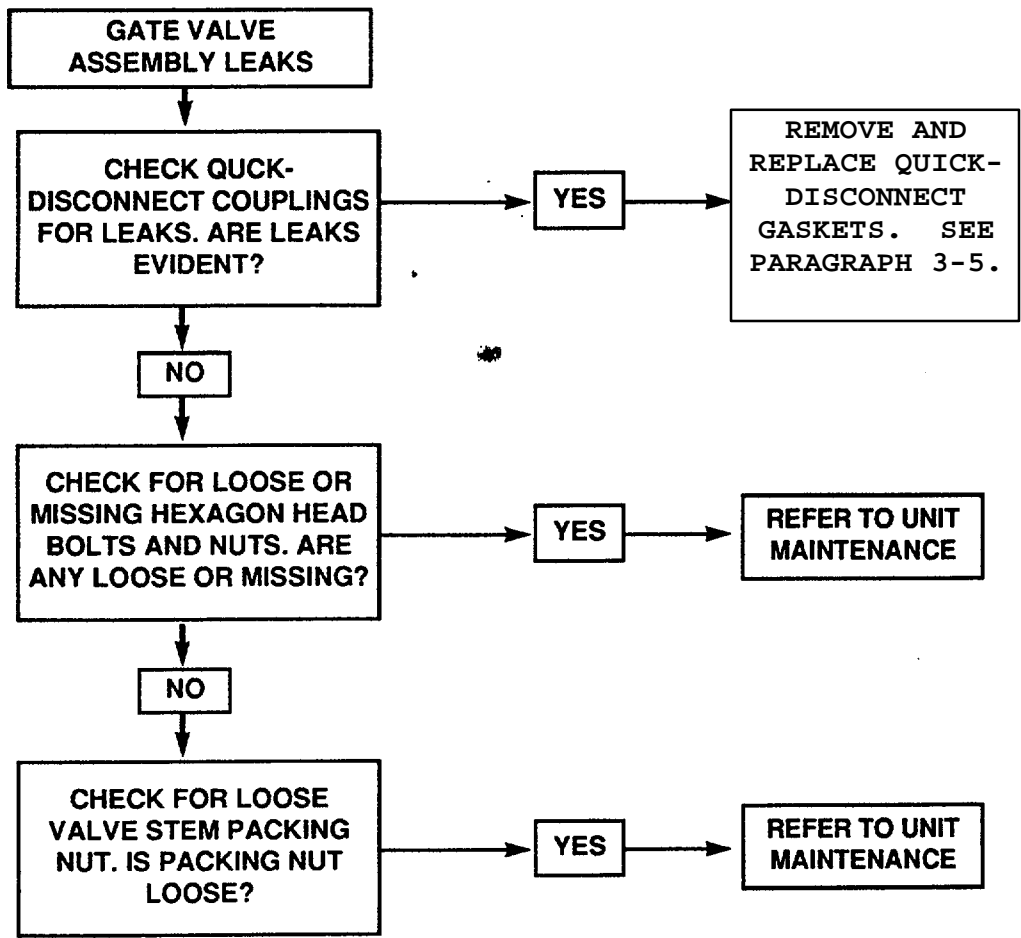 GATE VALVE
ASSEMBLY LEAKS
CHECK QUCK-
DISCONNECT COUPLINGS
FOR LEAKS. ARE LEAKS
EVIDENT?
YES
REMOVE AND
REPLACE QUICK-
DISCONNECT
GASKETS. SEE
PARAGRAPH 3-5.
NO
CHECK FOR LOOSE OR
MISSING HEXAGON HEAD
BOLTS AND NUTS. ARE
ANY LOOSE OR MISSING?
YES
REFER TO UNIT
MAINTENANCE
NO
CHECK FOR LOOSE
VALVE STEM PACKING
NUT. IS PACKING NUT
LOOSE?
YES
REFER TO UNIT
MAINTENANCE